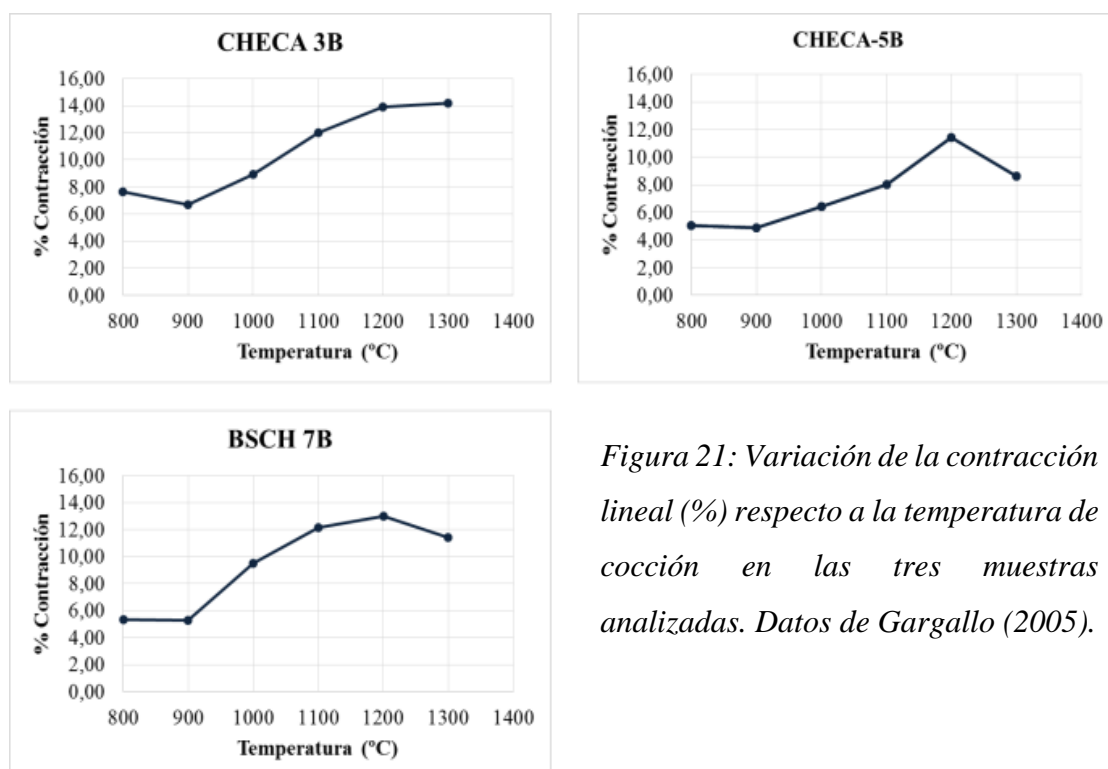 CHECA 3B
% Contracción
16,00
14,00
12,00
10,00
8,00
6,00
4,00
2,00
0,00
800 900 1000 1100 1200 1300 1400
Temperatura (ºC)
CHECA-5B
% Contracción
16,00
14,00
12,00
10,00
8,00
6,00
4,00
2,00
0,00
800 900 1000 1100 1200 1300 1400
Temperatura (ºC)
BSCH 7B
% Contracción
16,00
14,00
12,00
10,00
8,00
6,00
4,00
2,00
0,00
800 900 1000 1100 1200 1300 1400
Temperatura (ºC)
Figura 21: Variación de la contracción
lineal (%) respecto a la temperatura de
cocción en las tres muestras
analizadas. Datos de Gargallo (2005).